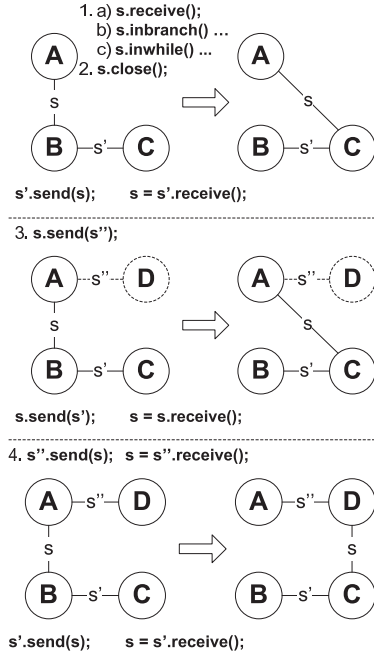 1. a) s.receive();
b) s.inbranch() ...
c) s.inwhile() ...
2. s.close();
A
A
s
s
B s' C
B s' C
s'.send(s); s = s'.receive();
3. s.send(s'');
A s'' D
A s'' D
s
s
B s' C
B s' C
s.send(s'); s = s.receive();
4. s''.send(s); s = s''.receive();
A s'' D
A s'' D
s
s
B s' C
B s' C
s'.send(s); s = s'.receive();